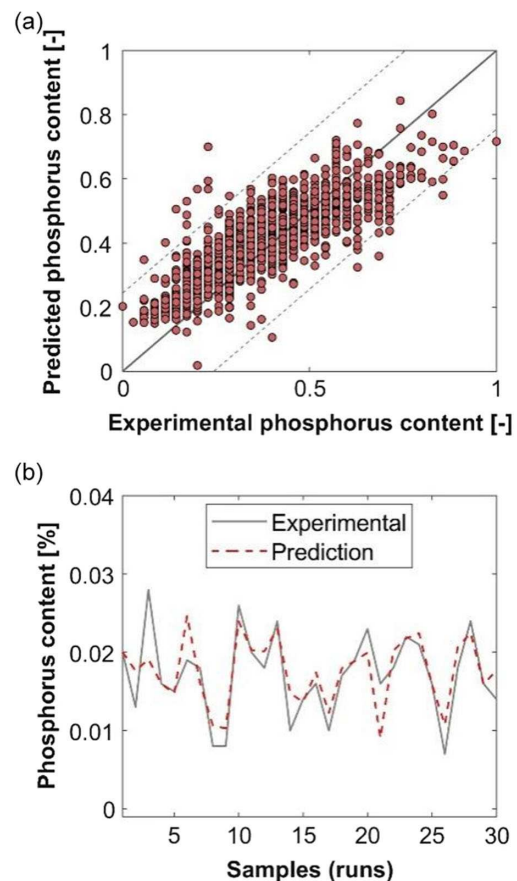 (a)
1
0.8
0.6
0.4
0.2
0
0 0.5 1
Predicted phosphorus content [-]
Experimental phosphorus content [-]
(b)
0.04
0.03
0.02
0.01
0
5 10 15 20 25 30
Phosphorus content [%]
Experimental
Prediction
Samples (runs)